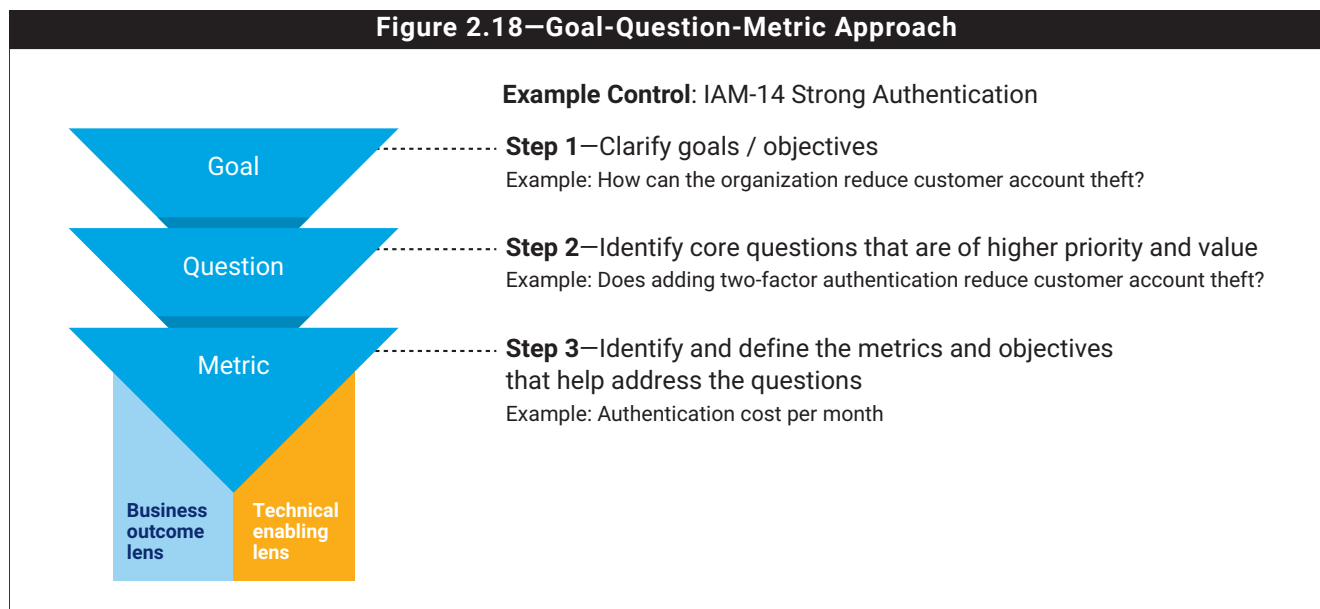 Figure 2.18—Goal-Question-Metric Approach
Example Control: IAM-14 Strong Authentication
Goal
Step 1—Clarify goals / objectives
Example: How can the organization reduce customer account theft?
Question
Step 2—Identify core questions that are of higher priority and value
Example: Does adding two-factor authentication reduce customer account theft?
Metric
Step 3—Identify and define the metrics and objectives
that help address the questions
Example: Authentication cost per month
Business
outcome
lens
Technical
enabling
lens